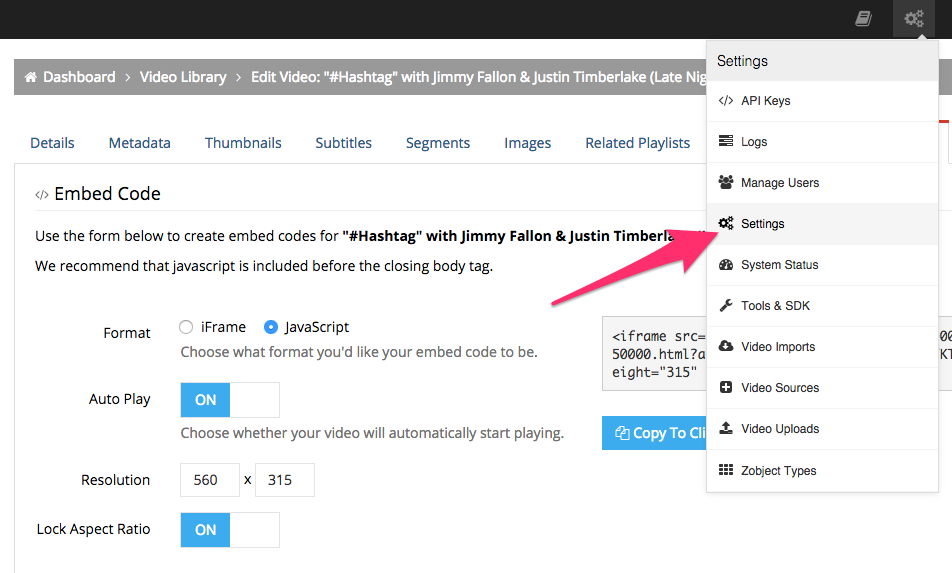 Dashboard > Video Library > Edit Video: "#Hashtag" with Jimmy Fallon & Justin Timberlake (Late Nig
Details Metadata Thumbnails Subtitles Segments Images Related Playlists
</> Embed Code
Use the form below to create embed codes for "#Hashtag" with Jimmy Fallon & Justin
We recommend that javascript is included before the closing body tag.
Format
iFrame JavaScript
Choose what format you'd like your embed code to be.
Auto Play
ON
Choose whether your video will automatically start playing.
Resolution
560 x 315
Lock Aspect Ratio
ON
<iframe src=
50000.html?a
eight="315"
Copy To Cli
Settings
</> API Keys
Logs
Manage Users
Settings
System Status
Tools & SDK
Video Imports
Video Sources
Video Uploads
Zobject Types